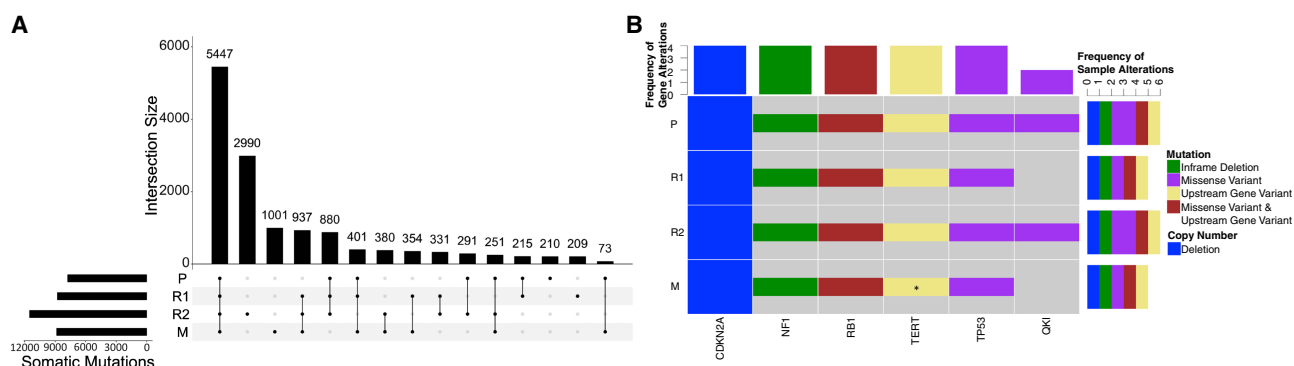 A
Intersection Size
6000
4000
2000
0
5447
2990
1001
937
880
401
380
354
331
291
251
215
210
209
73
P
R1
R2
M
12000 9000 6000 3000 0
Somatic Mutations
B
Frequency of
Gene Alterations
4
3
2
1
0
Frequency of
Sample Alterations
0 1 2 3 4 5 6
P
R1
R2
M
*
CDKN2A
NF1
RB1
TERT
TP53
QKI
Mutation
Inframe Deletion
Missense Variant
Upstream Gene Variant
Missense Variant &
Upstream Gene Variant
Copy Number
Deletion